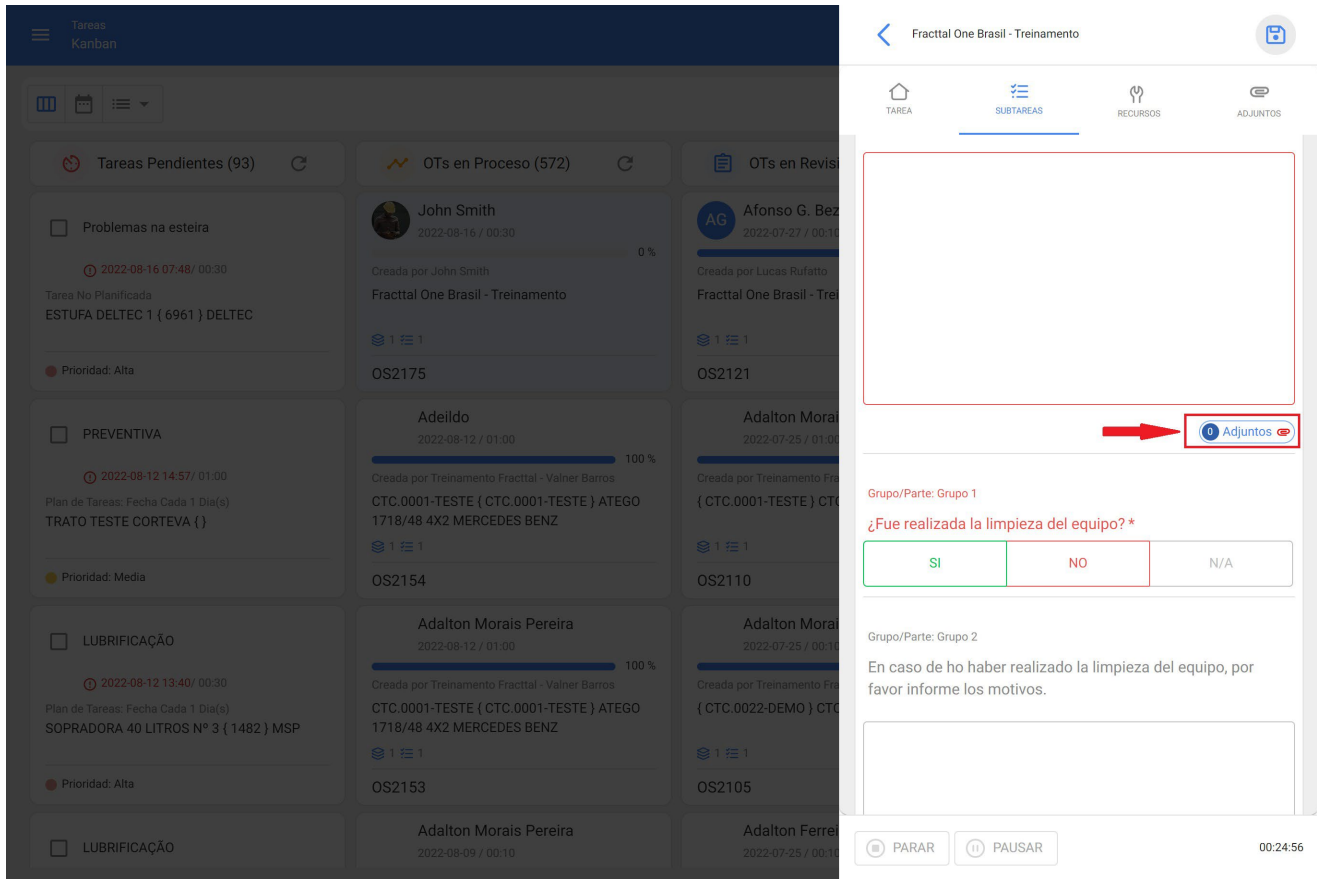 Tareas
Kanban
Tareas Pendientes (93)
Problemas na esteira
2022-08-16 07:48/ 00:30
Tarea No Planificada
ESTUFA DELTEC 1 { 6961 } DELTEC
Prioridad: Alta
PREVENTIVA
2022-08-12 14:57/ 01:00
Plan de Tareas: Fecha Cada 1 Dia(s)
TRATO TESTE CORTEVA { }
Prioridad: Media
LUBRIFICAÇÃO
2022-08-12 13:40/ 00:30
Plan de Tareas: Fecha Cada 1 Dia(s)
SOPRADORA 40 LITROS Nº 3 { 1482 } MSP
Prioridad: Alta
LUBRIFICAÇÃO
OTs en Proceso (572)
John Smith
2022-08-16 / 00:30
0 %
Creada por John Smith
Fracttal One Brasil - Treinamento
1 1
OS2175
Adeildo
2022-08-12 / 01:00
100 %
Creada por Treinamento Fracttal - Valner Barros
CTC.0001-TESTE { CTC.0001-TESTE } ATEGO
1718/48 4X2 MERCEDES BENZ
1 1
OS2154
Adalton Morais Pereira
2022-08-12 / 01:00
100 %
Creada por Treinamento Fracttal - Valner Barros
CTC.0001-TESTE { CTC.0001-TESTE } ATEGO
1718/48 4X2 MERCEDES BENZ
1 1
OS2153
Adalton Morais Pereira
2022-08-09 / 00:10
OTs en Revisi
AG
Afonso G. Bez
2022-07-27 / 00:10
Creada por Lucas Rufatto
Fracttal One Brasil - Trei
1 1
OS2121
Adalton Morai
2022-07-25 / 01:00
Creada por Treinamento Fra
{ CTC.0001-TESTE } CTC
1 1
OS2110
Adalton Morai
2022-07-25 / 00:10
Creada por Treinamento Fra
{ CTC.0022-DEMO } CTC
1 1
OS2105
Adalton Ferrei
2022-07-25 / 00:10
Fracttal One Brasil - Treinamento
TAREA
SUBTAREAS
RECURSOS
ADJUNTOS
0 Adjuntos
Grupo/Parte: Grupo 1
¿Fue realizada la limpieza del equipo? *
SI
NO
N/A
Grupo/Parte: Grupo 2
En caso de ho haber realizado la limpieza del equipo, por
favor informe los motivos.
PARAR
PAUSAR
00:24:56